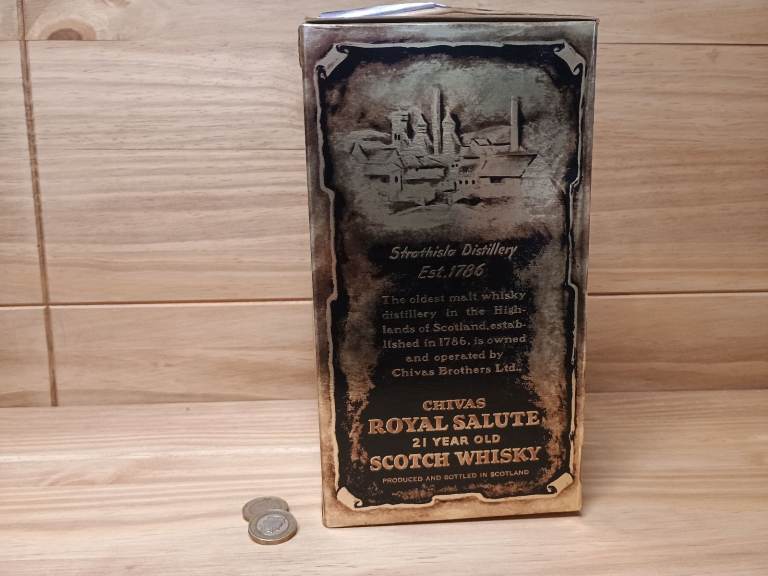 Strathisla Distillery
Est. 1786
The oldest malt whisky
distillery in the High-
lands of Scotland, estab-
lished in 1786, is owned
and operated by
Chivas Brothers Ltd.
CHIVAS
ROYAL SALUTE
21 YEAR OLD
SCOTCH WHISKY
PRODUCED AND BOTTLED IN SCOTLAND